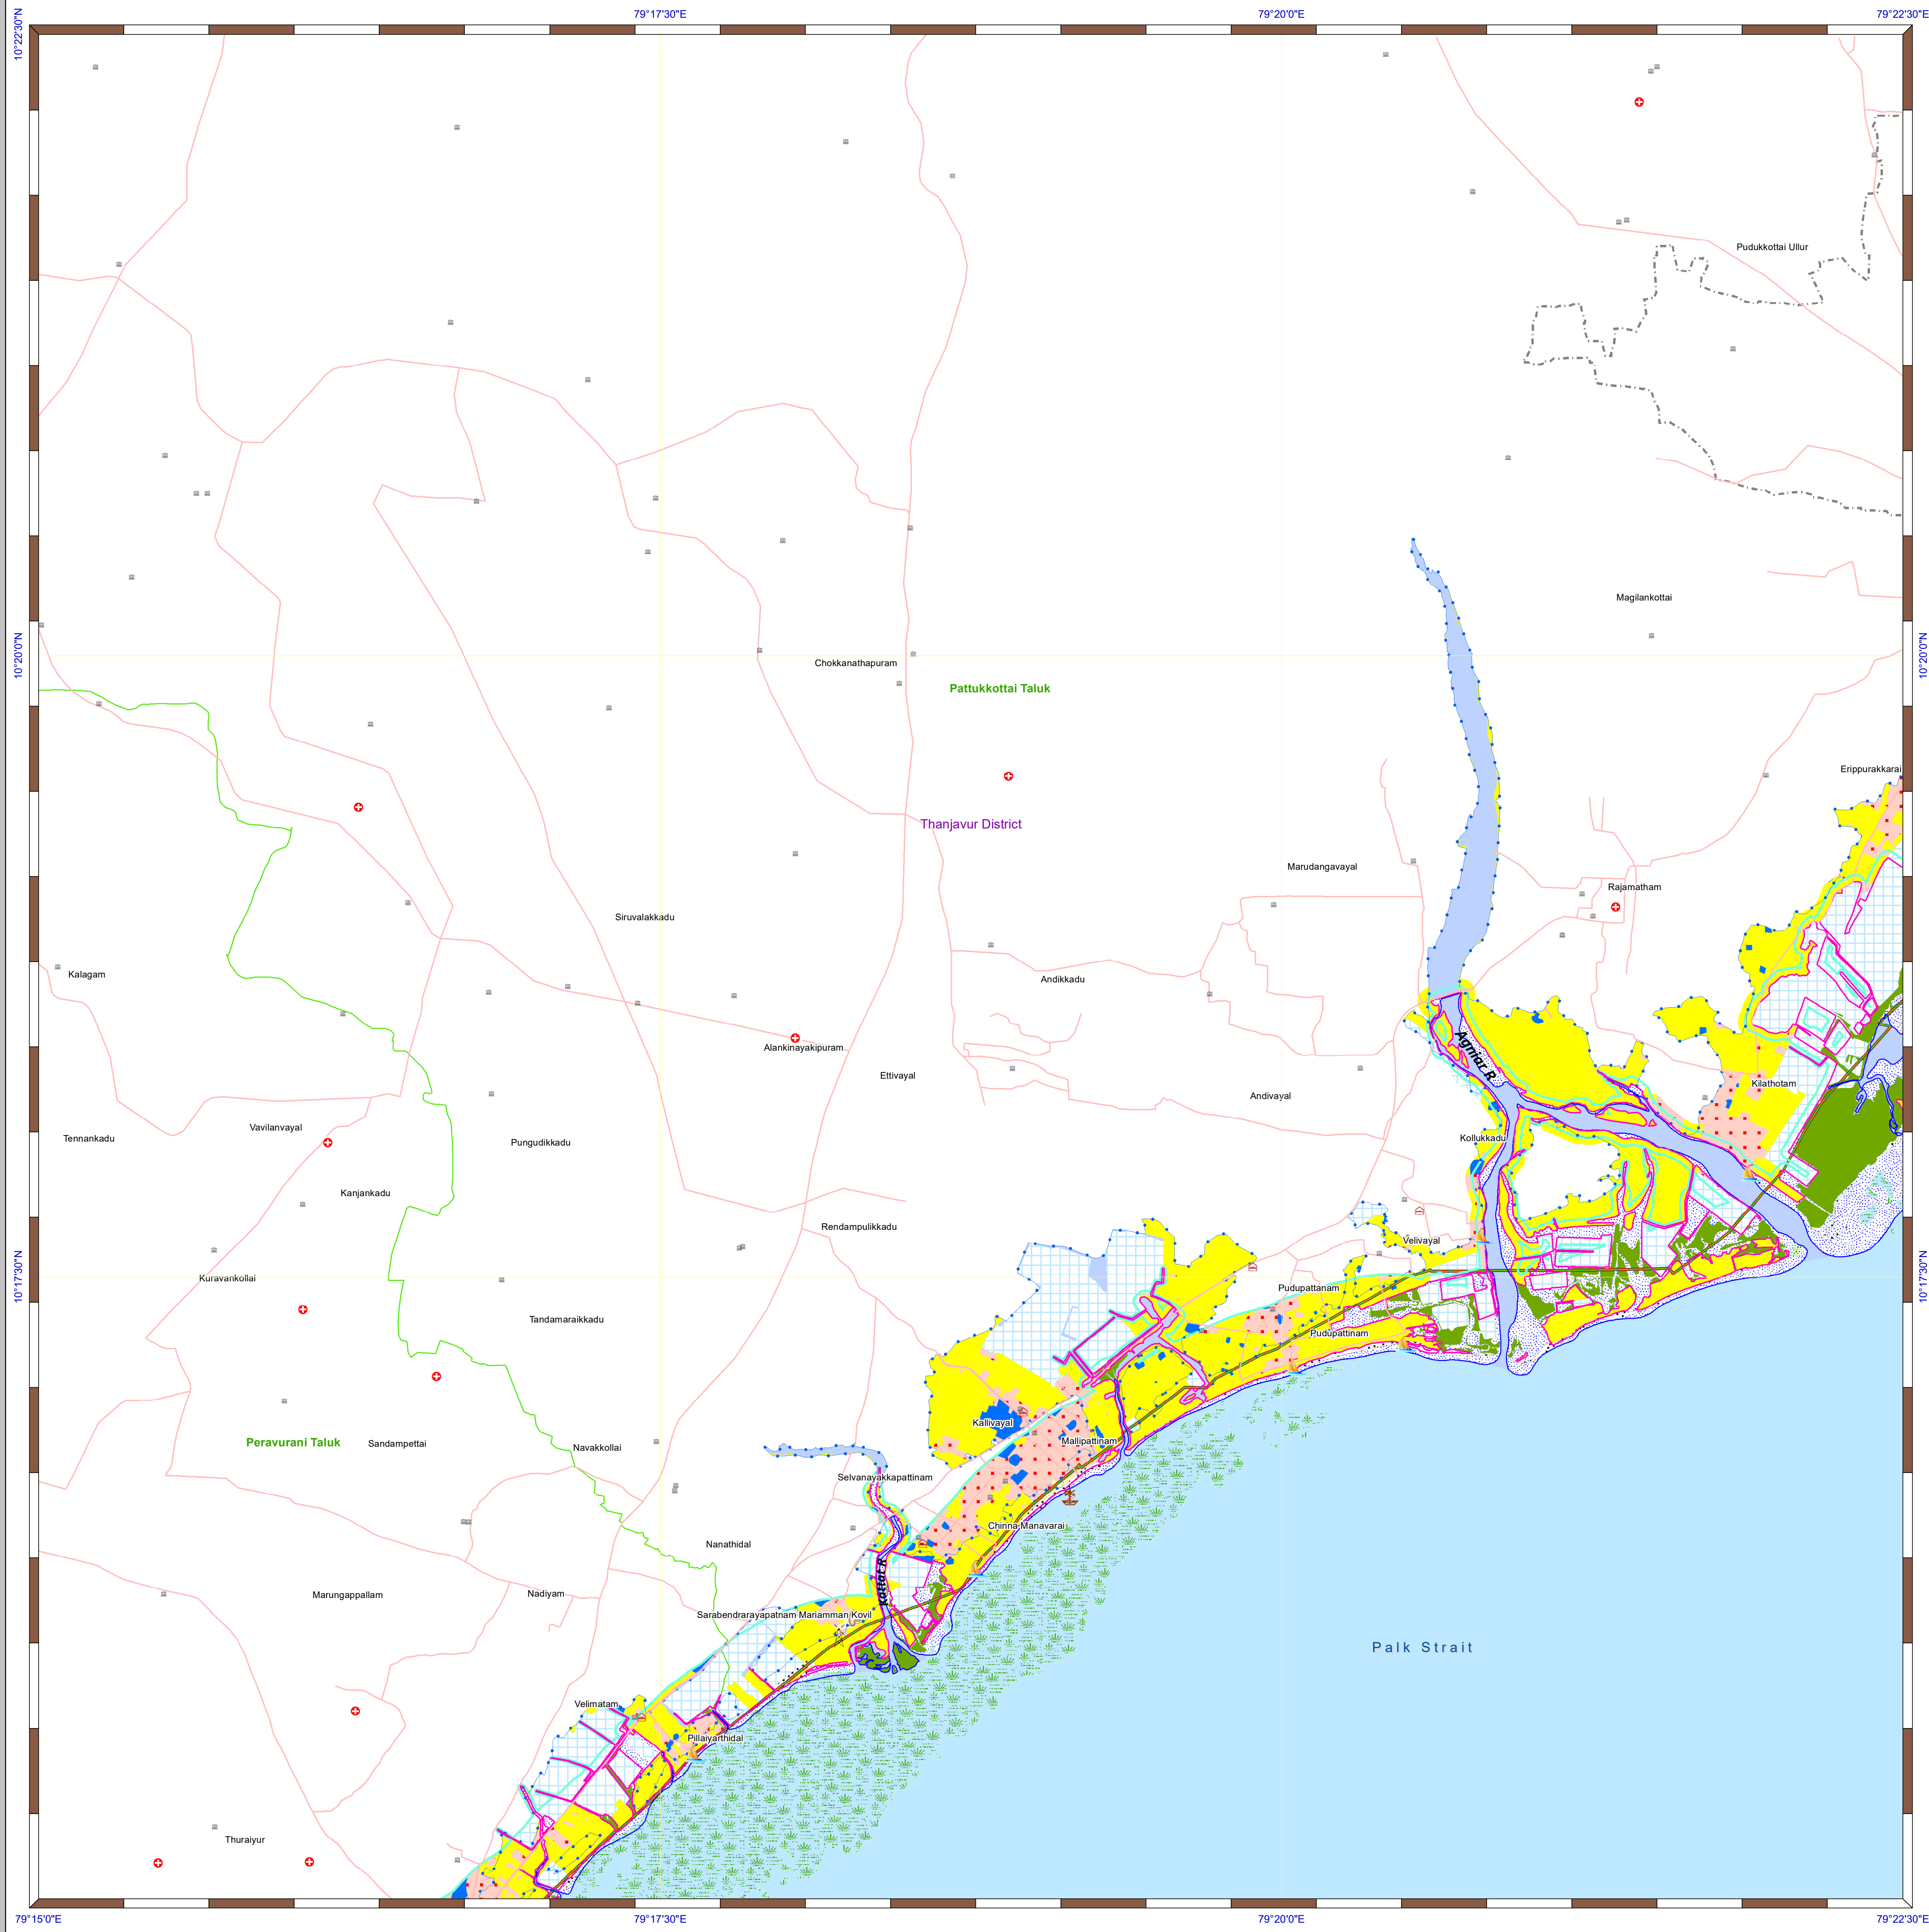 79°17'30"E
79°20'0"E
79°22'30"E
10°22'30"N
Pudukkottai Ullur
Magilankottai
10°20'0"N
10°20'0"N
Chokkanathapuram
Pattukkottai Taluk
Erippurakkarai
Thanjavur District
Marudangavayal
Rajamatham
Siruvalakkadu
Kalagam
Andikkadu
Alankinayakipuram
Agniar R
Ettivayal
Kilathotam
Andivayal
Vavilanvayal
Tennankadu
Pungudikkadu
Kollukkadu
Kanjankadu
Rendampulikkadu
Velivayal
10°17'30"N
10°17'30"N
Kuravankollai
Pudupattanam
Tandamaraikkadu
Pudupattinam
Kallivayal
Mallipattinam
Peravurani Taluk
Sandampettai
Navakkollai
Selvanayakkapattinam
Chinna Manavarai
Nanathidal
Kallat R
Marungappallam
Nadiyam
Sarabendrarayapatnam Mariamman Kovil
Palk Strait
Velimatam
Pillaiyarthidal
Thuraiyur
79°15'0"E
79°17'30"E
79°20'0"E
79°22'30"E